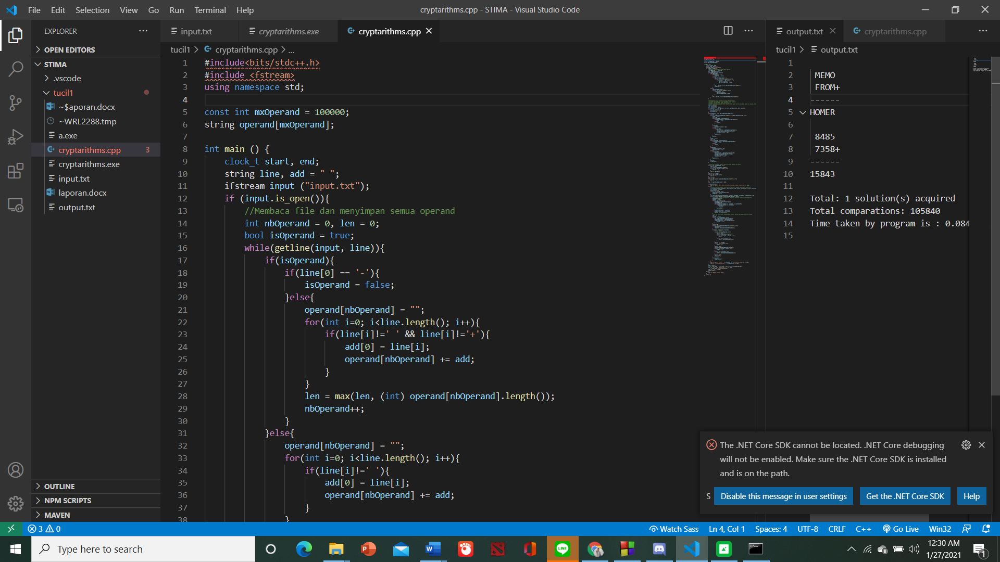 File Edit Selection View Go Run Terminal Help
cryptarithms.cpp - STIMA - Visual Studio Code
EXPLORER
OPEN EDITORS
STIMA
.vscode
tucil1
~$aporan.docx
~WRL2288.tmp
a.exe
cryptarithms.cpp 3
cryptarithms.exe
input.txt
laporan.docx
output.txt
OUTLINE
NPM SCRIPTS
MAVEN
input.txt cryptarithms.exe cryptarithms.cpp
tucil1 > cryptarithms.cpp > ...
1 #include<bits/stdc++.h>
2 #include <fstream>
3 using namespace std;
4
5 const int mxOperand = 100000;
6 string operand[mxOperand];
7
8 int main () {
9 clock_t start, end;
10 string line, add = " ";
11 ifstream input ("input.txt");
12 if (input.is_open()){
13 //Membaca file dan menyimpan semua operand
14 int nbOperand = 0, len = 0;
15 bool isOperand = true;
16 while(getline(input, line)){
17 if(isOperand){
18 if(line[0] == '-'){
19 isOperand = false;
20 }else{
21 operand[nbOperand] = "";
22 for(int i=0; i<line.length(); i++){
23 if(line[i]!=' ' && line[i]!='+'){
24 add[0] = line[i];
25 operand[nbOperand] += add;
26 }
27 }
28 len = max(len, (int) operand[nbOperand].length());
29 nbOperand++;
30 }
31 }else{
32 operand[nbOperand] = "";
33 for(int i=0; i<line.length(); i++){
34 if(line[i]!=' '){
35 add[0] = line[i];
36 operand[nbOperand] += add;
37 }
38 }
output.txt cryptarithms.cpp
tucil1 > output.txt
1
2 MEMO
3 FROM+
4 ------
5 HOMER
6
7 8485
8 7358+
9 ------
10 15843
11
12 Total: 1 solution(s) acquired
13 Total comparations: 105840
14 Time taken by program is : 0.084
15
The .NET Core SDK cannot be located. .NET Core debugging
will not be enabled. Make sure the .NET Core SDK is installed
and is on the path.
S Disable this message in user settings Get the .NET Core SDK Help
3 0 Watch Sass Ln 4, Col 1 Spaces: 4 UTF-8 CRLF C++ Go Live Win32
Type here to search
LINE
12:30 AM
1/27/2021
1